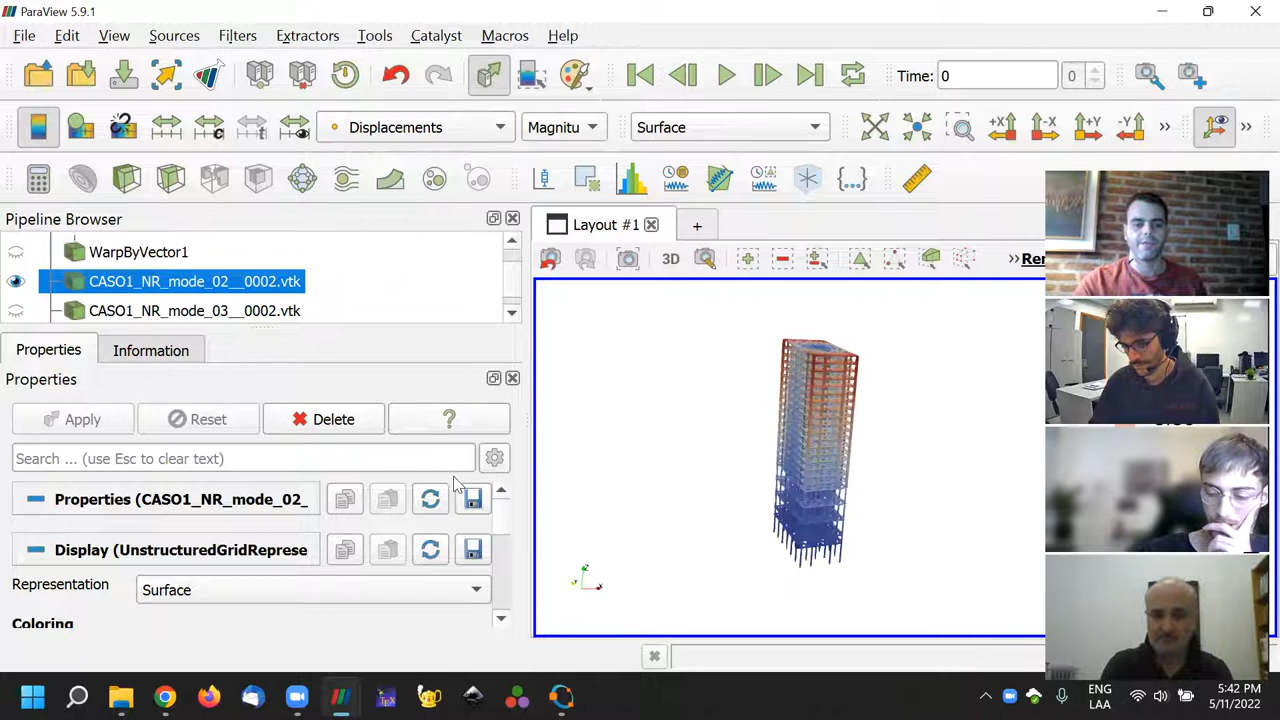 ParaView 5.9.1
File Edit View Sources Filters Extractors Tools Catalyst Macros Help
Time: 0 0
Displacements Magnitu Surface
+X -X +Y -Y
Pipeline Browser
Layout #1
WarpByVector1
3D
CASO1_NR_mode_02__0002.vtk
CASO1_NR_mode_03__0002.vtk
Properties Information
Properties
Apply Reset Delete ?
Search ... (use Esc to clear text)
Properties (CASO1_NR_mode_02_
Display (UnstructuredGridReprese
Representation Surface
Coloring
Z
Y X
ENG
LAA
5:42 PM
5/11/2022